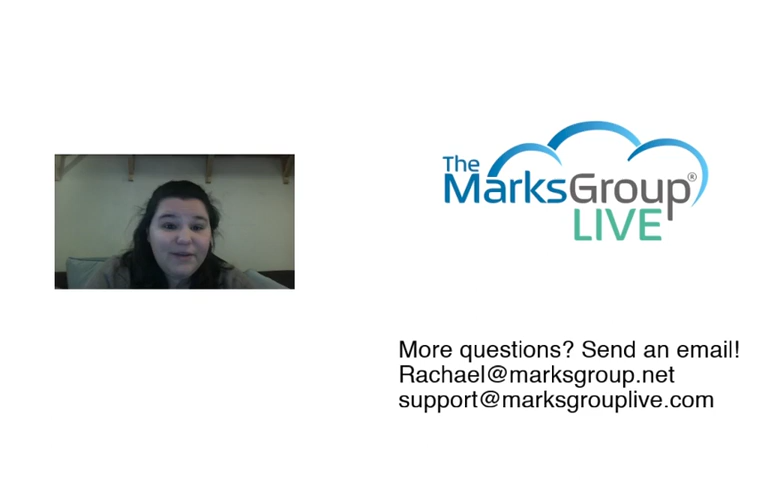 The
MarksGroup®
LIVE
More questions? Send an email!
Rachael@marksgroup.net
support@marksgrouplive.com